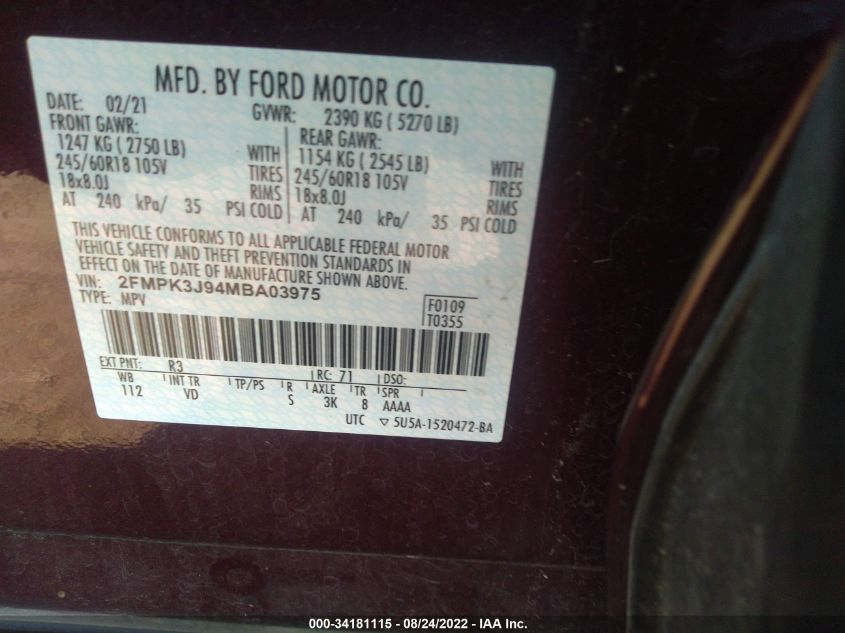 MFD. BY FORD MOTOR CO.
DATE: 02/21 GVWR: 2390 KG ( 5270 LB)
FRONT GAWR: REAR GAWR:
1247 KG ( 2750 LB) WITH 1154 KG ( 2545 LB) WITH
245/60R18 105V TIRES 245/60R18 105V TIRES
18x8.0J RIMS 18x8.0J RIMS
AT 240 kPa/ 35 PSI COLD AT 240 kPa/ 35 PSI COLD
THIS VEHICLE CONFORMS TO ALL APPLICABLE FEDERAL MOTOR
VEHICLE SAFETY AND THEFT PREVENTION STANDARDS IN
EFFECT ON THE DATE OF MANUFACTURE SHOWN ABOVE.
VIN: 2FMPK3J94MBA03975
TYPE: MPV
F0109
T0355
EXT PNT: R3 RC: 71 DSO:
WB INT TR TP/PS R AXLE TR SPR
112 VD S 3K 8 AAAA
UTC ▽ 5U5A-1520472-BA
000-34181115 - 08/24/2022 - IAA Inc.